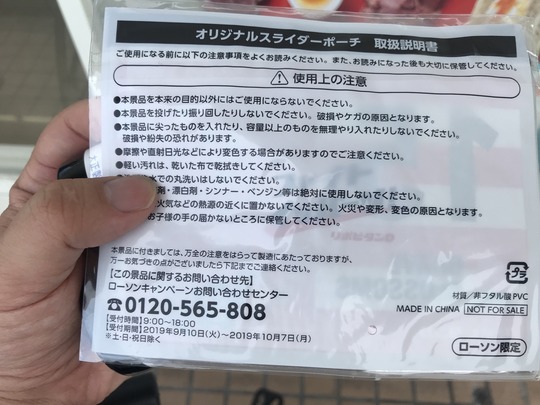 オリジナルスライダーポーチ 取扱説明書
ご使用になる前に以下の注意事項をよくお読みください。また、お読みになった後も大切に保管してください。
使用上の注意
●本景品を本来の目的以外にはご使用にならないでください。
●本景品を投げたり振り回したりしないでください。破損やケガの原因となります。
●本景品に尖ったものを入れたり、容量以上のものを無理やり入れたりしないでください。
破損や紛失の恐れがあります。
●摩擦や直射日光などにより変色する場合がありますのでご注意ください。
●軽い汚れは、乾いた布で乾拭きしてください。
水での丸洗いはしないでください。
剤・漂白剤・シンナー・ベンジン等は絶対に使用しないでください。
火気などの熱源の近くに置かないでください。火災や変形、変色の原因となります。
お子様の手の届かないところに保管してください。
本景品に付きましては、万全の注意をはらって製造にあたっておりますが、
万一お気づきの点がございましたら下記までご連絡ください。
【この景品に関するお問い合わせ先】
ローソンキャンペーンお問い合わせセンター
☎0120-565-808
【受付時間】9:00~18:00
【受付期間】2019年9月10日(火)~2019年10月7日(月)
※土・日・祝日除く
プラ
材質/非フタル酸PVC
MADE IN CHINA NOT FOR SALE
ローソン限定